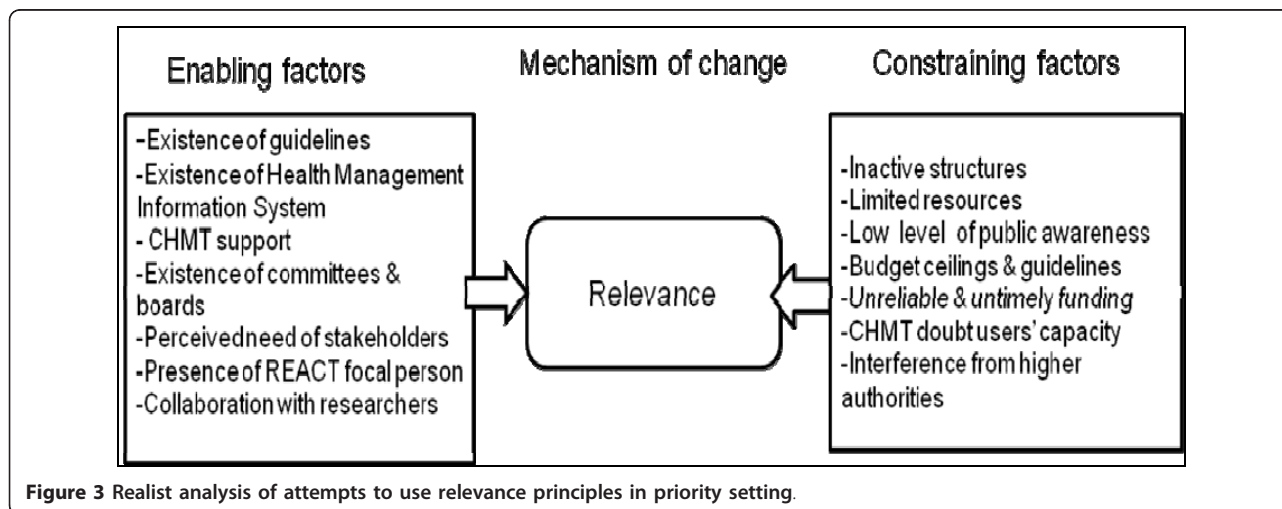 Enabling factors
Mechanism of change
Constraining factors
-Existence of guidelines
-Existence of Health Management
Information System
- CHMT support
-Existence of committees &
boards
-Perceived need of stakeholders
-Presence of REACT focal person
-Collaboration with researchers
Relevance
-Inactive structures
-Limited resources
-Low level of public awareness
-Budget ceilings & guidelines
-Unreliable & untimely funding
-CHMT doubt users' capacity
-Interference from higher
authorities
Figure 3 Realist analysis of attempts to use relevance principles in priority setting.